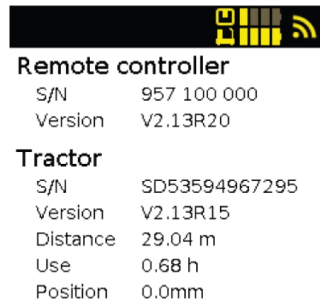 Remote controller
S/N 957 100 000
Version V2.13R20
Tractor
S/N SD53594967295
Version V2.13R15
Distance 29.04 m
Use 0.68 h
Position 0.0mm